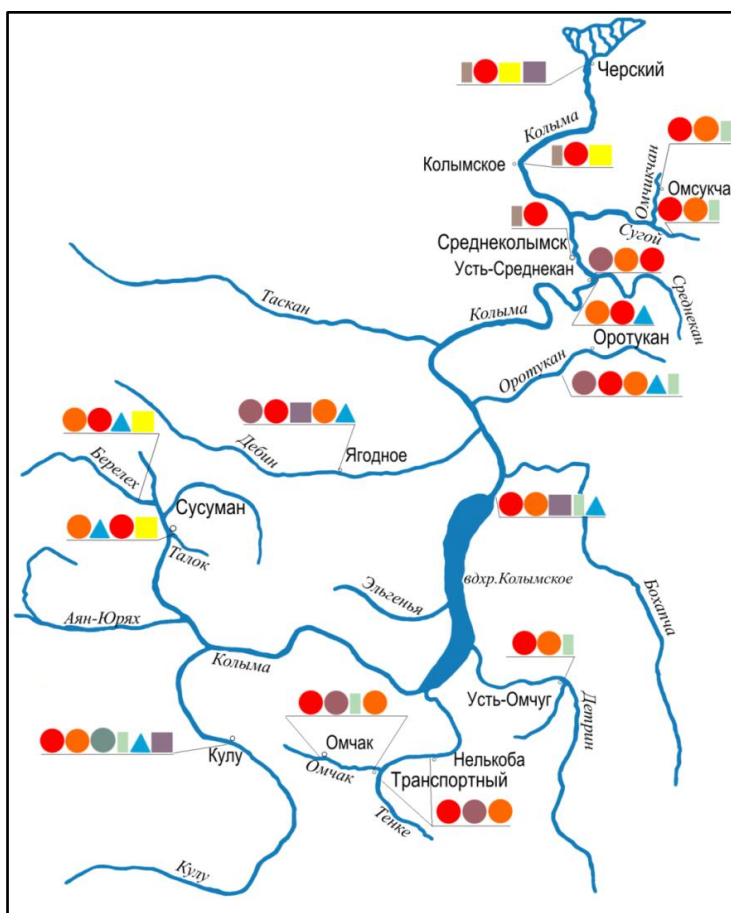 Черский
Колыма
Колымское
Омчикчан
Омсукча
Сугой
Среднеколымск
Усть-Среднекан
Среднекан
Таскан
Колыма
Оротукан
Оротукан
Дебин
Ягодное
Берелех
Сусуман
Талок
вдхр.Колымское
Эльгенья
Бохапча
Аян-Юрях
Колыма
Усть-Омчуг
Детрин
Омчак
Нелькоба
Кулу
Омчак
Транспортный
Тенке
Кулу